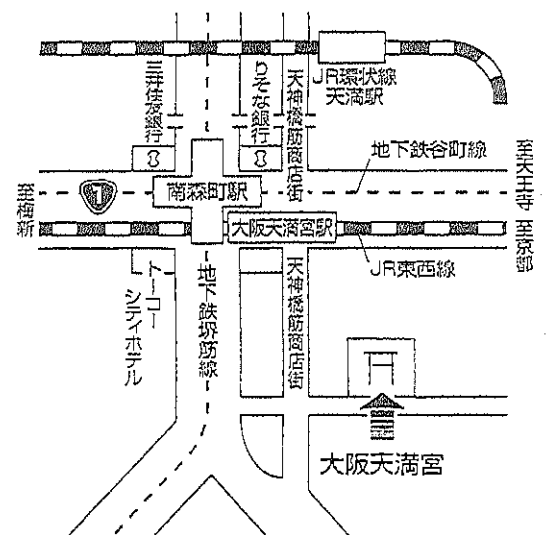 三井住友銀行
りそな銀行
天神橋筋商店街
JR環状線
天満駅
地下鉄谷町線
至梅新
1
南森町駅
至天王寺
大阪天満宮駅
至京都
JR東西線
トーコー
シティホテル
地下鉄堺筋線
天神橋筋商店街
大阪天満宮